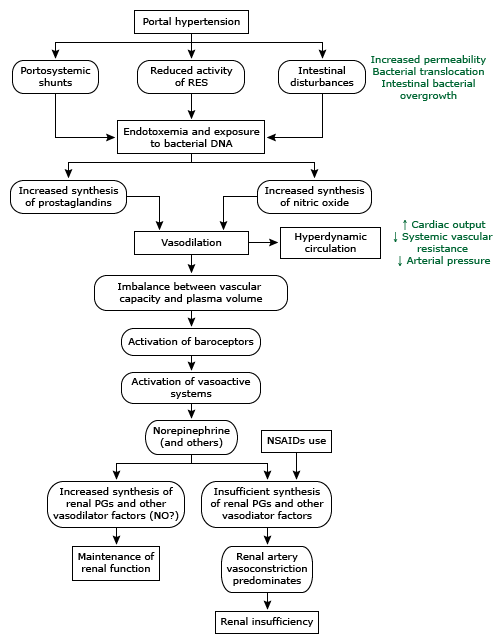 Portal hypertension
Portosystemic
shunts
Reduced activity
of RES
Intestinal
disturbances
Increased permeability
Bacterial translocation
Intestinal bacterial
overgrowth
Endotoxemia and exposure
to bacterial DNA
Increased synthesis
of prostaglandins
Increased synthesis
of nitric oxide
Vasodilation
Hyperdynamic
circulation
↑ Cardiac output
↓ Systemic vascular
resistance
↓ Arterial pressure
Imbalance between vascular
capacity and plasma volume
Activation of baroceptors
Activation of vasoactive
systems
Norepinephrine
(and others)
NSAIDs use
Increased synthesis of
renal PGs and other
vasodilator factors (NO?)
Insufficient synthesis
of renal PGs and other
vasodiator factors
Maintenance of
renal function
Renal artery
vasoconstriction
predominates
Renal insufficiency